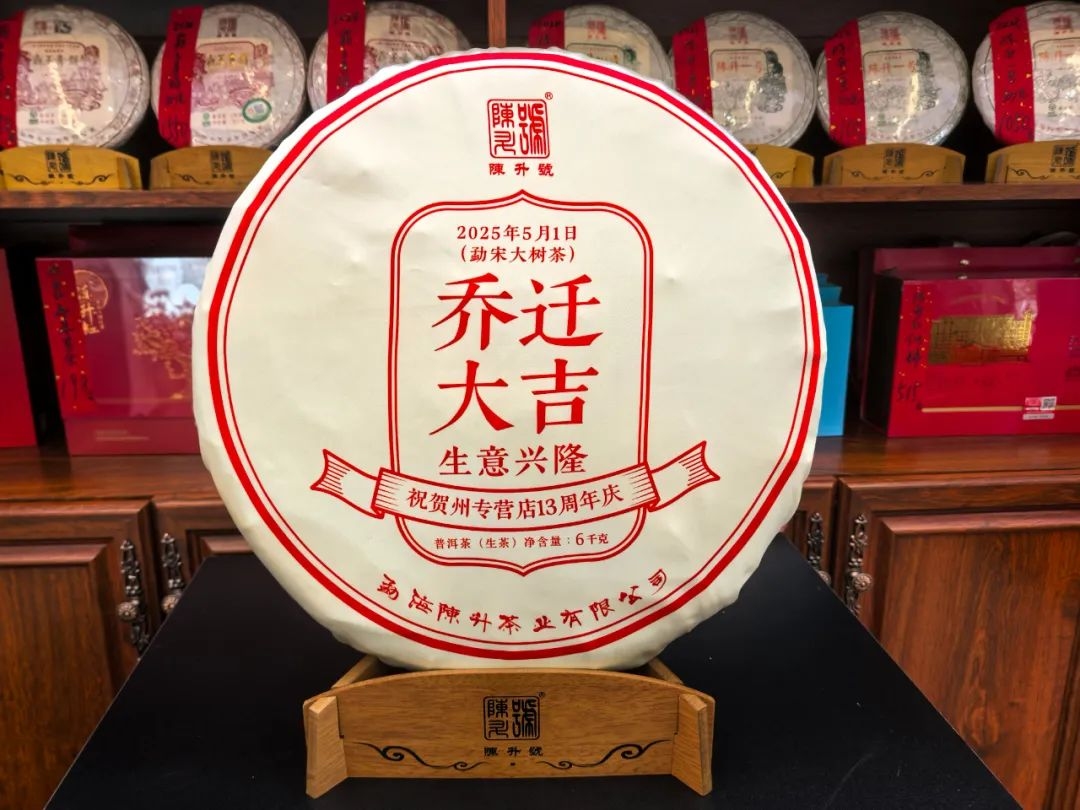 陳升號
2025年5月1日
(勐宋大树茶)
乔迁
大吉
生意兴隆
祝贺州专营店13周年庆
普洱茶（生茶）净含量：6千克
勐海陳升茶业有限公司
陳升號